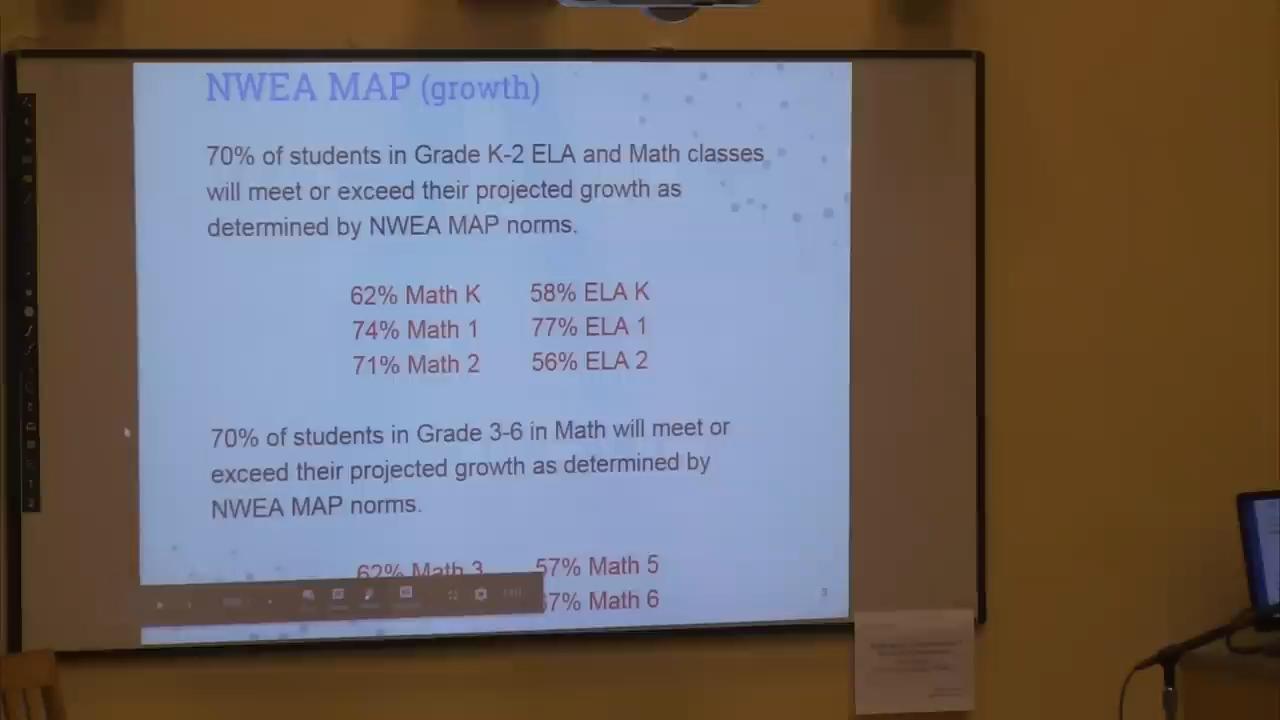 NWEA MAP (growth)
70% of students in Grade K-2 ELA and Math classes
will meet or exceed their projected growth as
determined by NWEA MAP norms.
62% Math K 58% ELA K
74% Math 1 77% ELA 1
71% Math 2 56% ELA 2
70% of students in Grade 3-6 in Math will meet or
exceed their projected growth as determined by
NWEA MAP norms.
62% Math 3 57% Math 5
Math 6